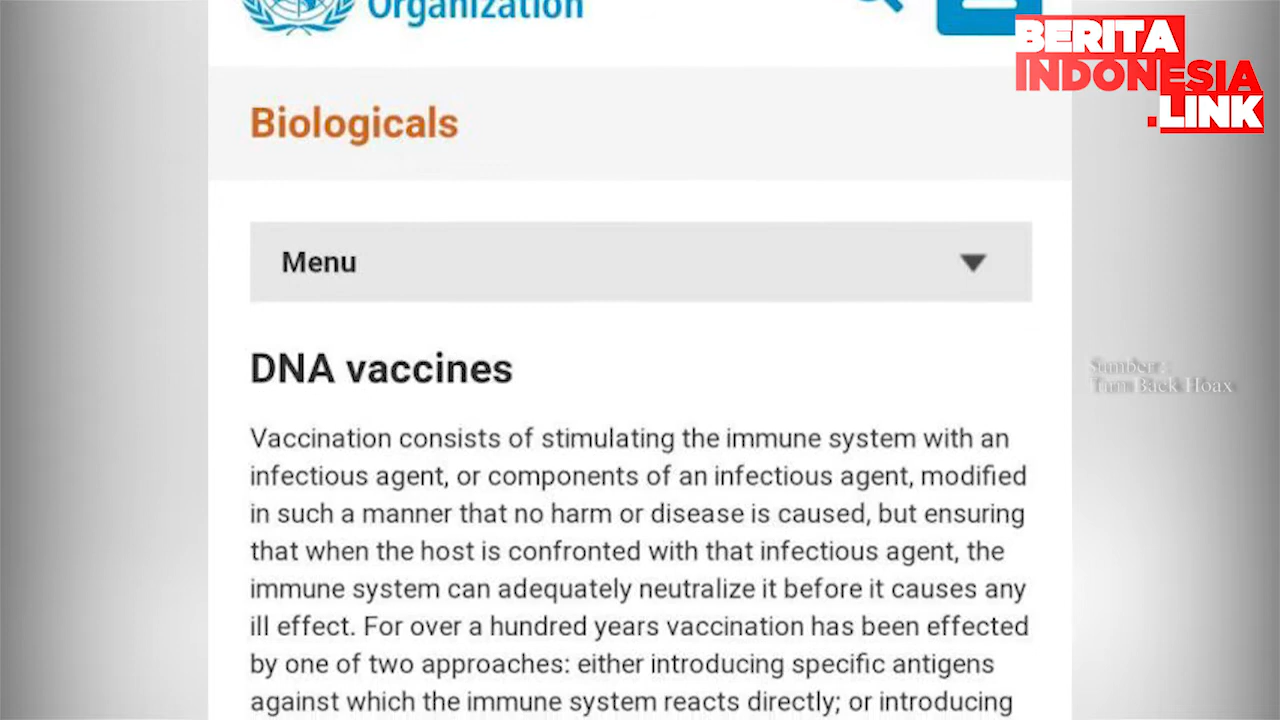 Organization
BERITA
INDONESIA
.LINK
Biologicals
Menu
DNA vaccines
Sumber :
Turn Back Hoax
Vaccination consists of stimulating the immune system with an
infectious agent, or components of an infectious agent, modified
in such a manner that no harm or disease is caused, but ensuring
that when the host is confronted with that infectious agent, the
immune system can adequately neutralize it before it causes any
ill effect. For over a hundred years vaccination has been effected
by one of two approaches: either introducing specific antigens
against which the immune system reacts directly; or introducing